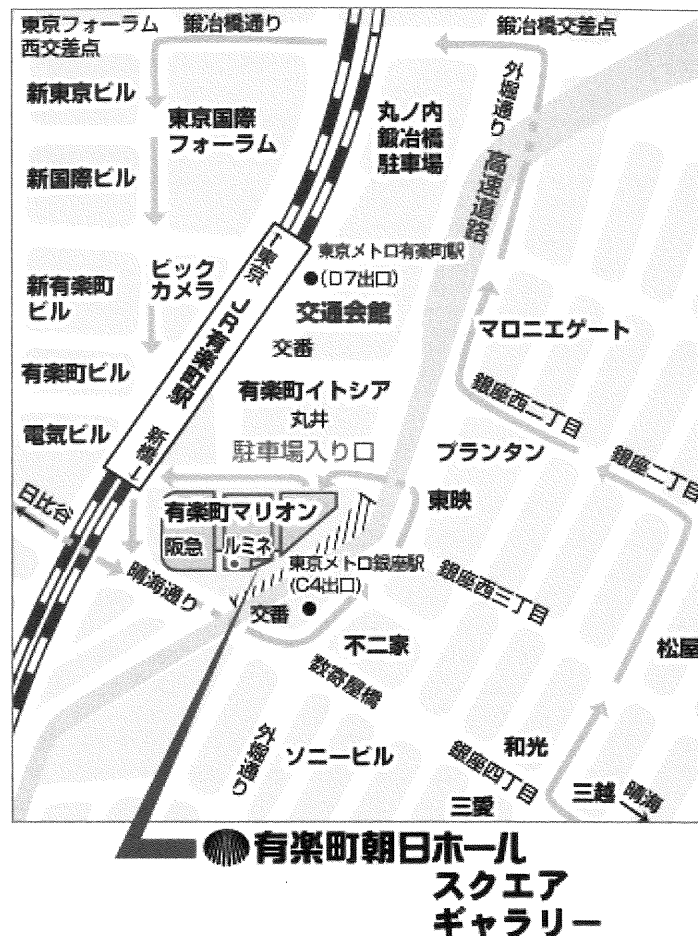 東京フォーラム
西交差点
鍛冶橋通り
鍛冶橋交差点
新東京ビル
東京国際
フォーラム
丸ノ内
鍛冶橋
駐車場
外堀通り
高速道路
新国際ビル
東京メトロ有楽町駅
(D7出口)
新有楽町
ビル
ビック
カメラ
←東京 JR有楽町駅 新橋→
交通会館
マロニエゲート
交番
有楽町ビル
有楽町イトシア
丸井
銀座西二丁目
電気ビル
駐車場入り口
プランタン
銀座二丁目
日比谷
有楽町マリオン
東映
阪急
ルミネ
晴海通り
東京メトロ銀座駅
(C4出口)
銀座西三丁目
交番
不二家
松屋
数寄屋橋
外堀通り
ソニービル
銀座四丁目
和光
三愛
三越
晴海
有楽町朝日ホール
スクエア
ギャラリー